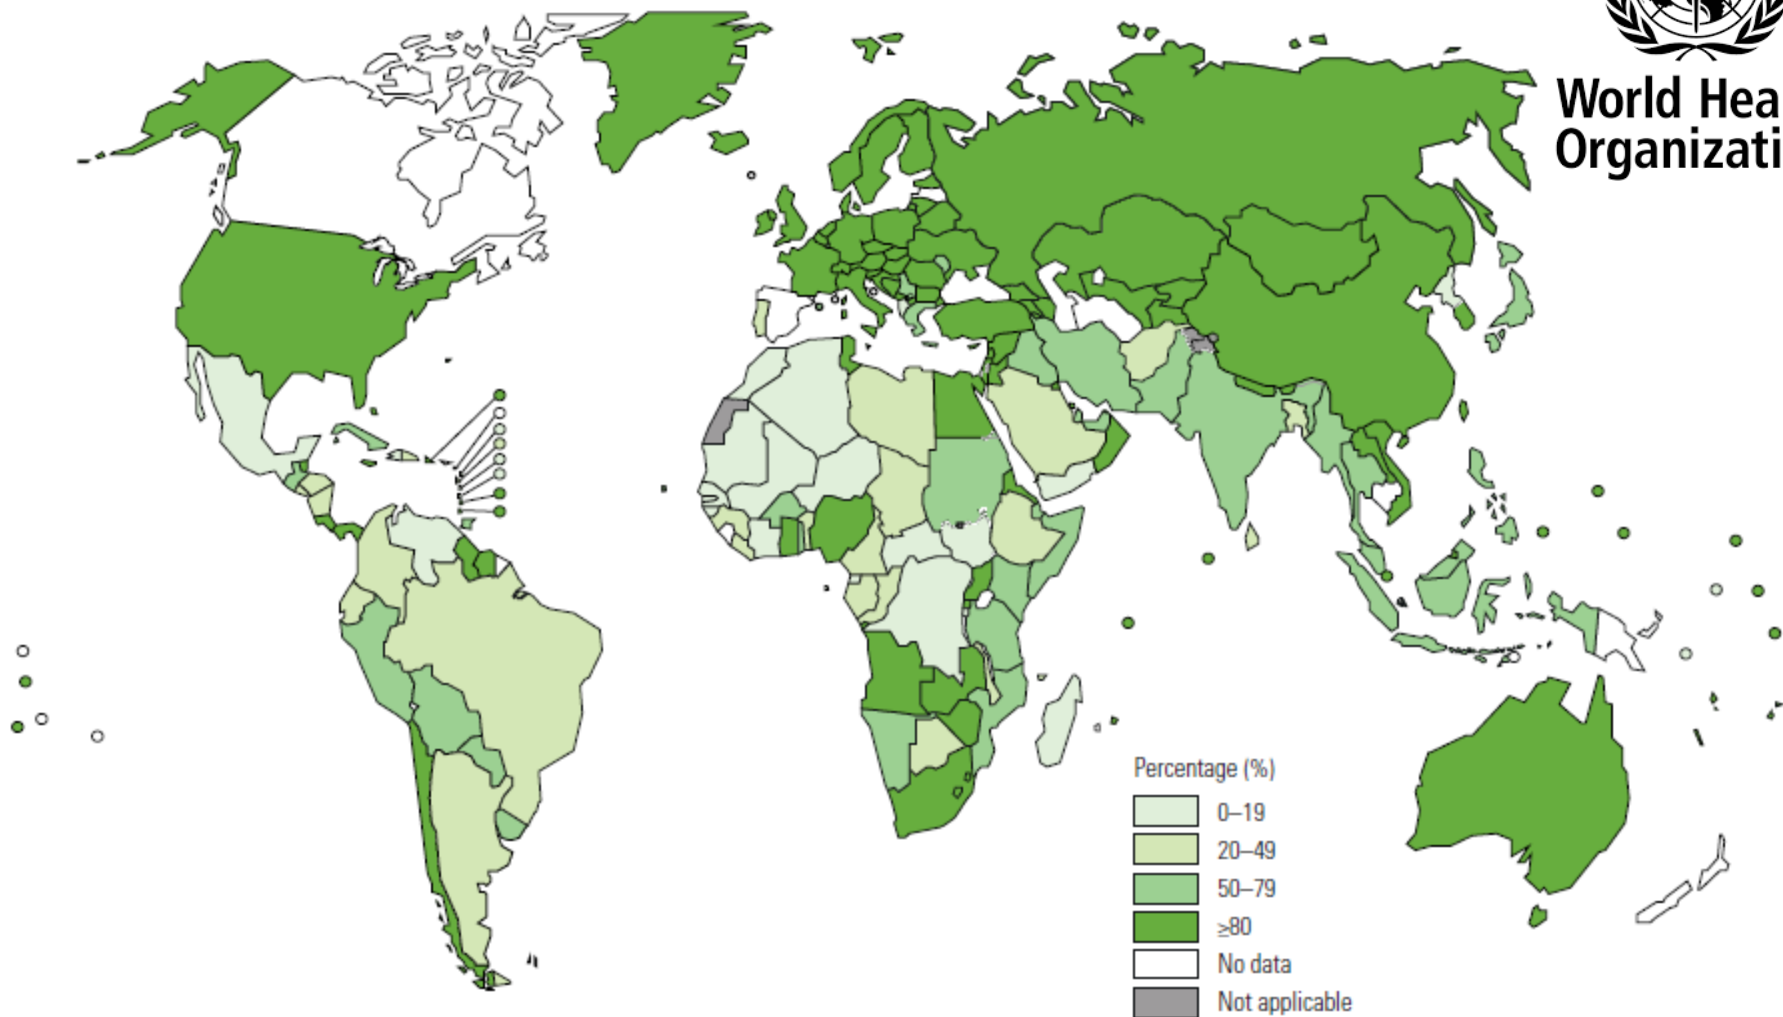 World Hea
Organizati
Percentage (%)
0–19
20–49
50–79
≥80
No data
Not applicable